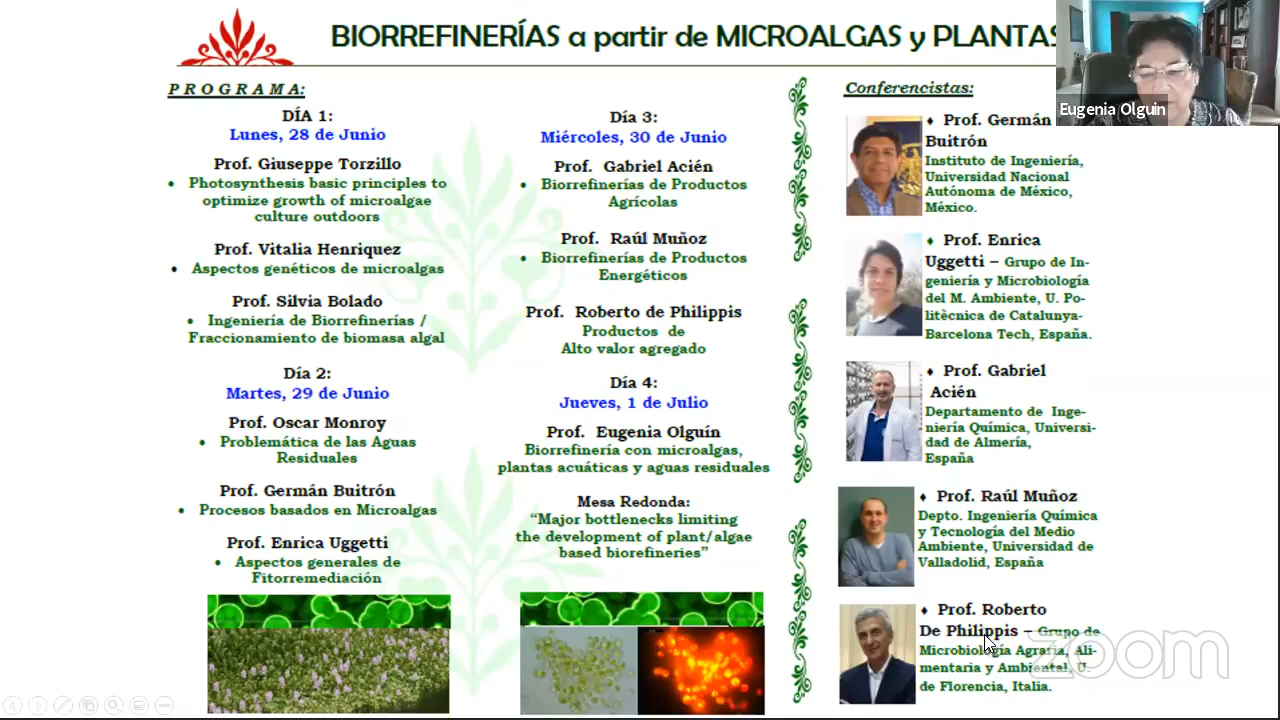 BIORREFINERÍAS a partir de MICROALGAS y PLANTAS
Eugenia Olguín
PROGRAMA:
DÍA 1:
Lunes, 28 de Junio
Prof. Giuseppe Torzillo
• Photosynthesis basic principles to
optimize growth of microalgae
culture outdoors
Prof. Vitalia Henriquez
• Aspectos genéticos de microalgas
Prof. Silvia Bolado
• Ingeniería de Biorrefinerías /
Fraccionamiento de biomasa algal
Día 2:
Martes, 29 de Junio
Prof. Oscar Monroy
• Problemática de las Aguas
Residuales
Prof. Germán Buitrón
• Procesos basados en Microalgas
Prof. Enrica Uggetti
• Aspectos generales de
Fitorremediación
Día 3:
Miércoles, 30 de Junio
Prof. Gabriel Acién
• Biorrefinerías de Productos
Agrícolas
Prof. Raúl Muñoz
• Biorrefinerías de Productos
Energéticos
Prof. Roberto de Philippis
Productos de
Alto valor agregado
Día 4:
Jueves, 1 de Julio
Prof. Eugenia Olguín
Biorrefinería con microalgas,
plantas acuáticas y aguas residuales
Mesa Redonda:
“Major bottlenecks limiting
the development of plant/algae
based biorefineries”
Conferencistas:
♦ Prof. Germán
Buitrón
Instituto de Ingeniería,
Universidad Nacional
Autónoma de México,
México.
♦ Prof. Enrica
Uggetti – Grupo de In-
geniería y Microbiología
del M. Ambiente, U. Po-
litècnica de Catalunya-
Barcelona Tech, España.
♦ Prof. Gabriel
Acién
Departamento de Inge-
niería Química, Universi-
dad de Almería,
España
♦ Prof. Raúl Muñoz
Depto. Ingeniería Química
y Tecnología del Medio
Ambiente, Universidad de
Valladolid, España
♦ Prof. Roberto
De Philippis – Grupo de
Microbiología Agraria, Ali-
mentaria y Ambiental, U.
de Florencia, Italia.
zoom